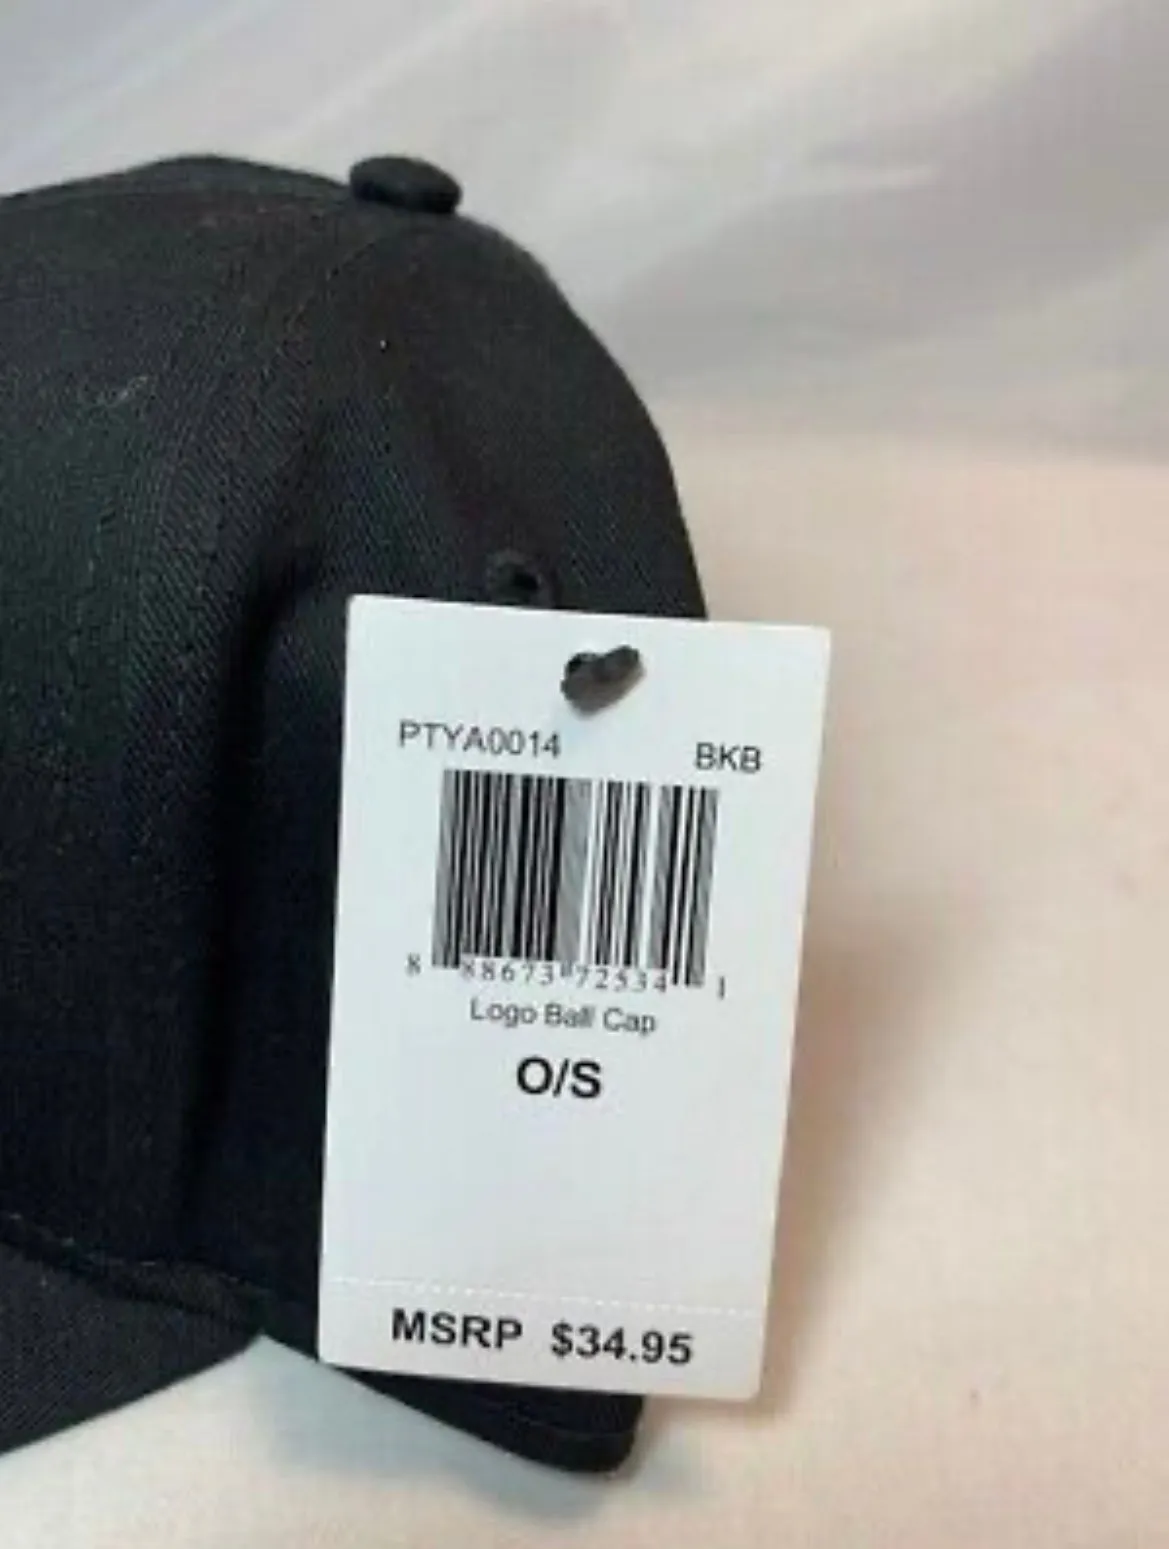 PTYA0014 BKB
8 88673 72534 1
Logo Ball Cap
O/S
MSRP $34.95